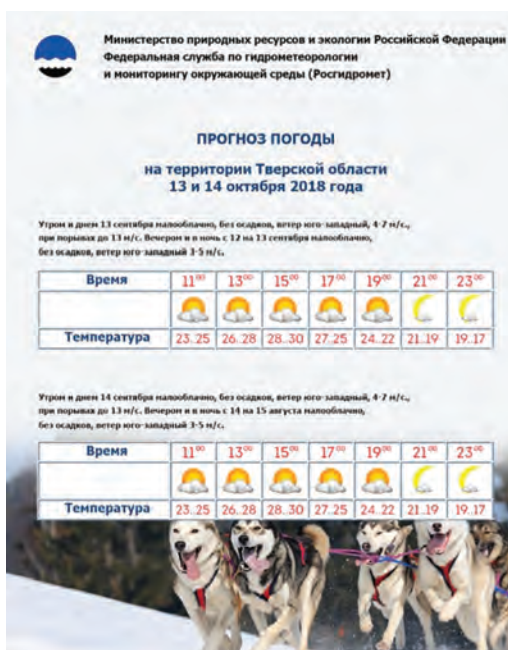 Министерство природных ресурсов и экологии Российской Федерации
Федеральная служба по гидрометеорологии
и мониторингу окружающей среды (Росгидромет)
ПРОГНОЗ ПОГОДЫ
на территории Тверской области
13 и 14 октября 2018 года
Утром и днем 13 сентября малооблачно, без осадков, ветер юго-западный, 4-7 м/с.,
при порывах до 13 м/с. Вечером и в ночь с 12 на 13 сентября малооблачно,
без осадков, ветер юго-западный 3-5 м/с.
Время 11⁰⁰ 13⁰⁰ 15⁰⁰ 17⁰⁰ 19⁰⁰ 21⁰⁰ 23⁰⁰
Температура 23..25 26..28 28..30 27..25 24..22 21..19 19..17
Утром и днем 14 сентября малооблачно, без осадков, ветер юго-западный, 4-7 м/с.,
при порывах до 13 м/с. Вечером и в ночь с 14 на 15 августа малооблачно,
без осадков, ветер юго-западный 3-5 м/с.
Время 11⁰⁰ 13⁰⁰ 15⁰⁰ 17⁰⁰ 19⁰⁰ 21⁰⁰ 23⁰⁰
Температура 23..25 26..28 28..30 27..25 24..22 21..19 19..17